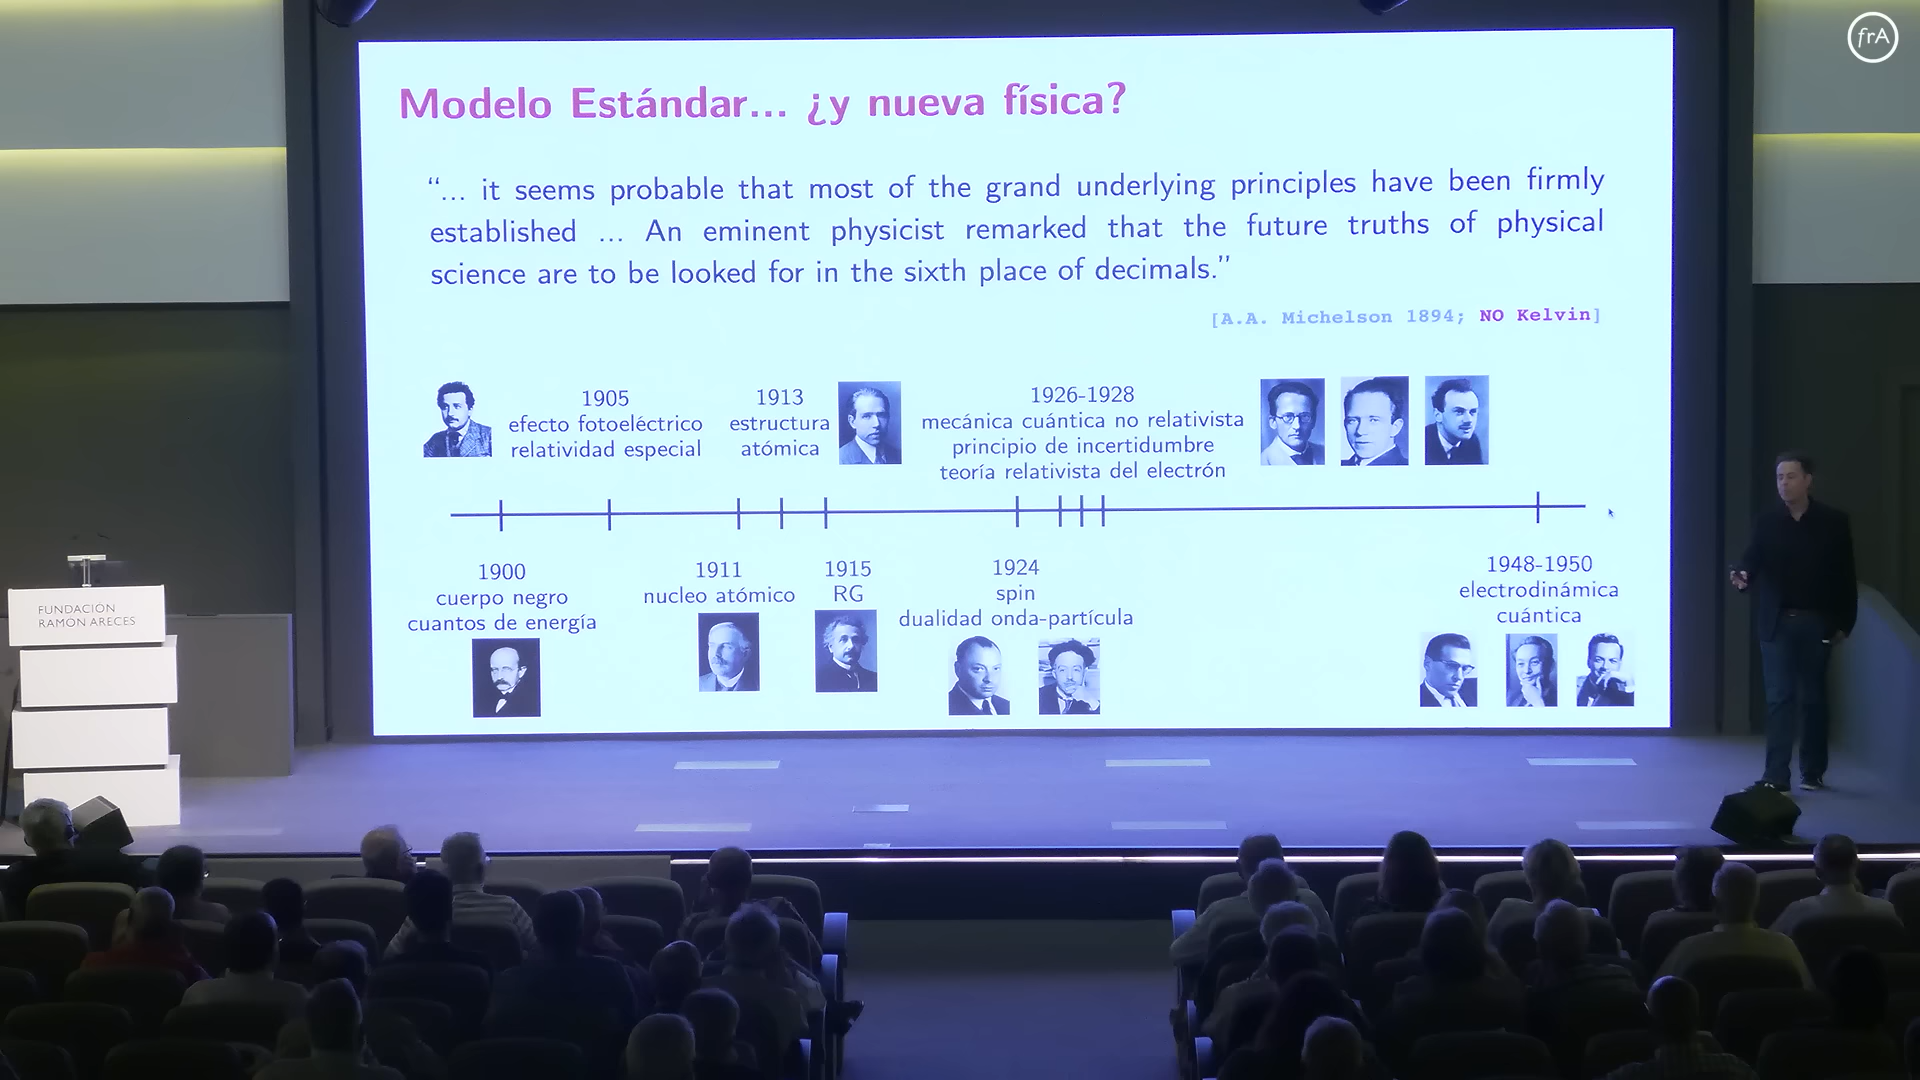 frA
Modelo Estándar... ¿y nueva física?
“... it seems probable that most of the grand underlying principles have been firmly
established ... An eminent physicist remarked that the future truths of physical
science are to be looked for in the sixth place of decimals.”
[A.A. Michelson 1894; NO Kelvin]
1905
efecto fotoeléctrico
relatividad especial
1913
estructura
atómica
1926-1928
mecánica cuántica no relativista
principio de incertidumbre
teoría relativista del electrón
1900
cuerpo negro
cuantos de energía
1911
nucleo atómico
1915
RG
1924
spin
dualidad onda-partícula
1948-1950
electrodinámica
cuántica
FUNDACIÓN
RAMÓN ARECES